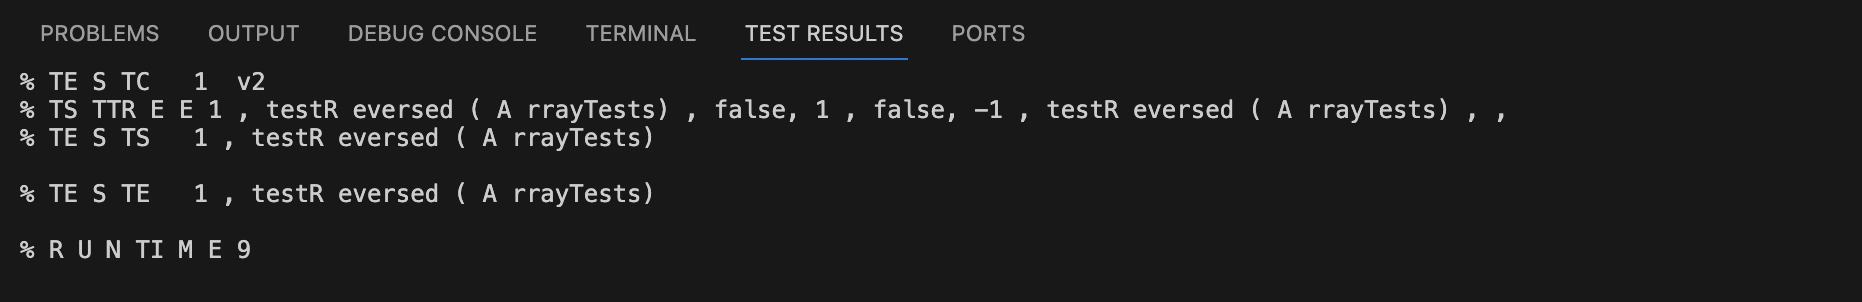 PROBLEMS OUTPUT DEBUG CONSOLE TERMINAL TEST RESULTS PORTS
% TE S TC   1  v2
% TS TTR E E 1 , testR eversed ( A rrayTests) , false, 1 , false, -1 , testR eversed ( A rrayTests) , ,
% TE S TS   1 , testR eversed ( A rrayTests)
% TE S TE   1 , testR eversed ( A rrayTests)
% R U N TI M E 9